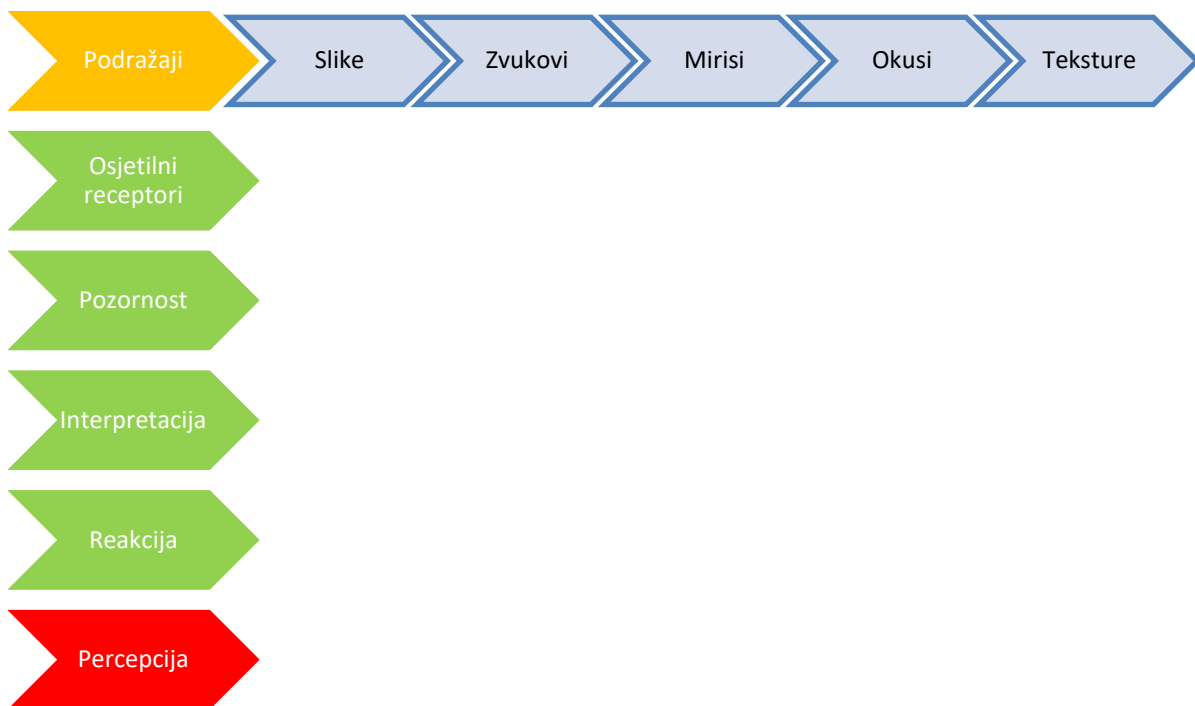 Podražaji
Slike
Zvukovi
Mirisi
Okusi
Teksture
Osjetilni
receptori
Pozornost
Interpretacija
Reakcija
Percepcija